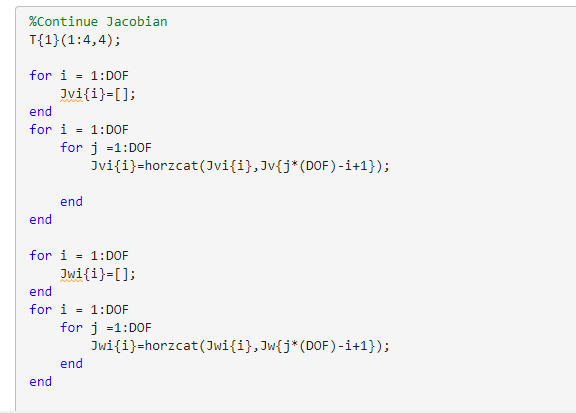 %Continue Jacobian
T{1}(1:4,4);
for i = 1:DOF
Jvi{i}=[];
end
for i = 1:DOF
for j =1:DOF
Jvi{i}=horzcat(Jvi{i},Jv{j*(DOF)-i+1});
end
end
for i = 1:DOF
Jwi{i}=[];
end
for i = 1:DOF
for j =1:DOF
Jwi{i}=horzcat(Jwi{i},Jw{j*(DOF)-i+1});
end
end